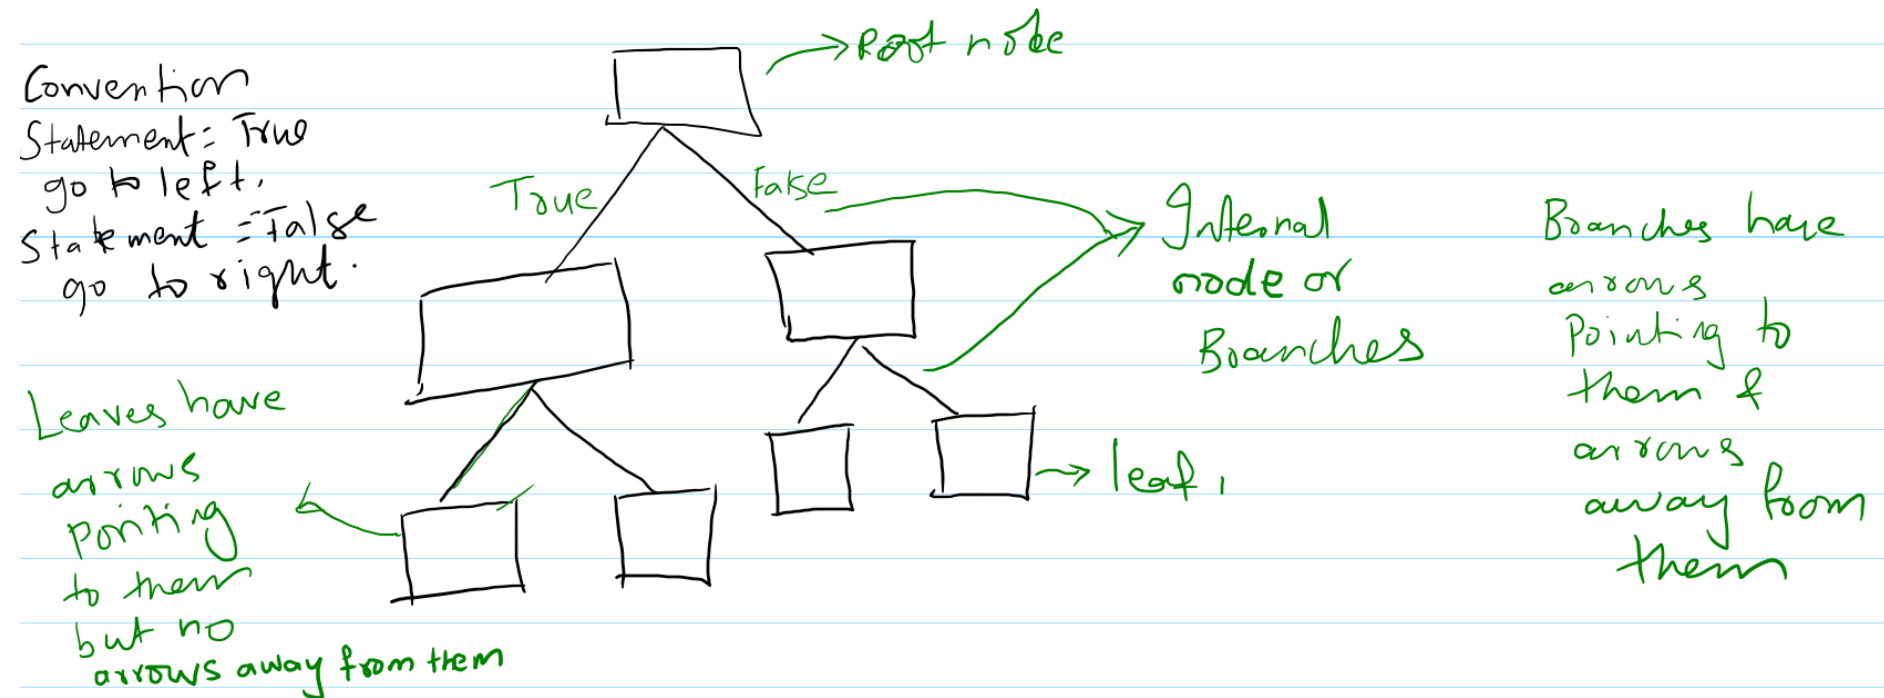 Convention
Statement = True
go to left.
Statement = False
go to right.
Root node
True
False
Internal
node or
Branches
Branches have
arrows
pointing to
them &
arrows
away from
them
Leaves have
arrows
pointing
to them
but no
arrows away from them
leaf,